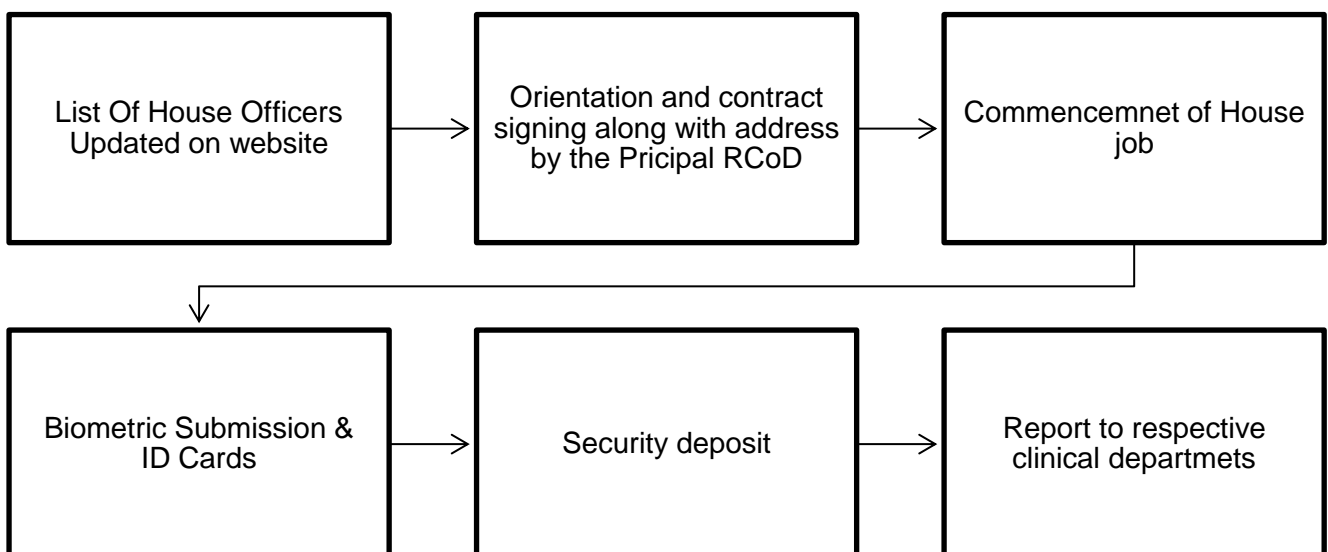 List Of House Officers
Updated on website
Orientation and contract
signing along with address
by the Pricipal RCoD
Commencemnet of House
job
Biometric Submission &
ID Cards
Security deposit
Report to respective
clinical departmets